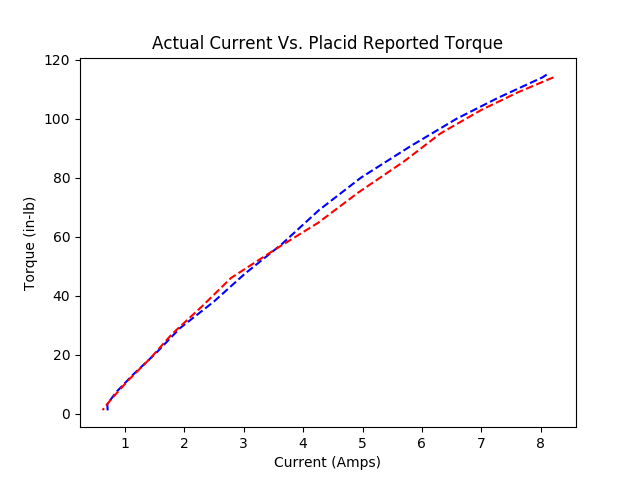 Actual Current Vs. Placid Reported Torque
120
100
80
60
40
20
0
Torque (in-lb)
1 2 3 4 5 6 7 8
Current (Amps)